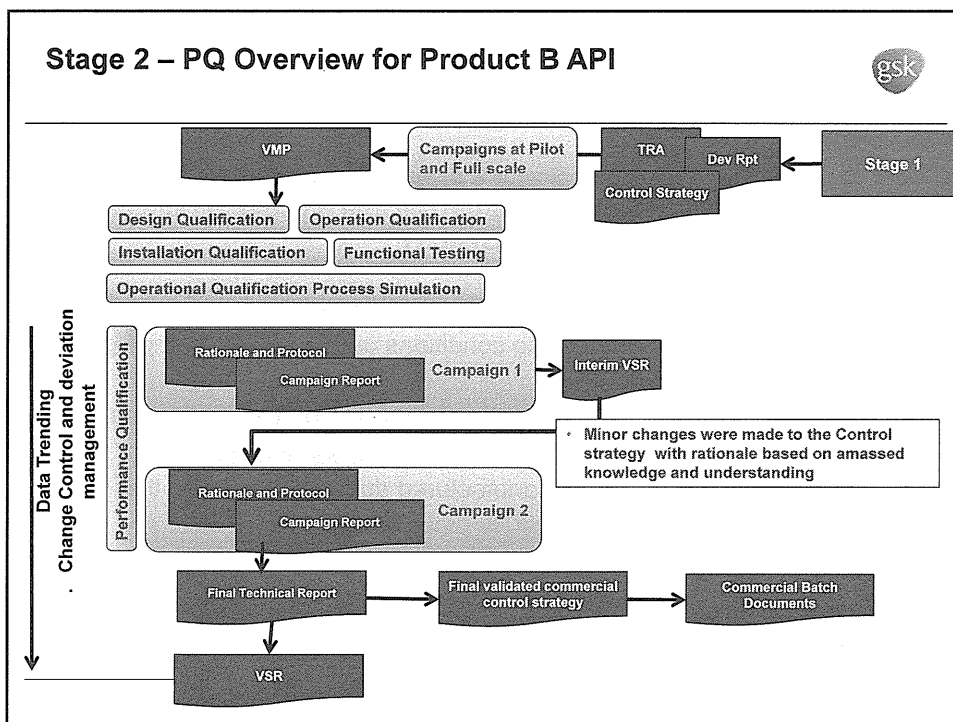 Stage 2 – PQ Overview for Product B API
gsk
VMP
Campaigns at Pilot
and Full scale
TRA
Dev Rpt
Control Strategy
Stage 1
Design Qualification
Operation Qualification
Installation Qualification
Functional Testing
Operational Qualification Process Simulation
Data Trending
· Change Control and deviation
management
Performance Qualification
Rationale and Protocol
Campaign Report
Campaign 1
Interim VSR
· Minor changes were made to the Control
strategy with rationale based on amassed
knowledge and understanding
Rationale and Protocol
Campaign Report
Campaign 2
Final Technical Report
Final validated commercial
control strategy
Commercial Batch
Documents
VSR